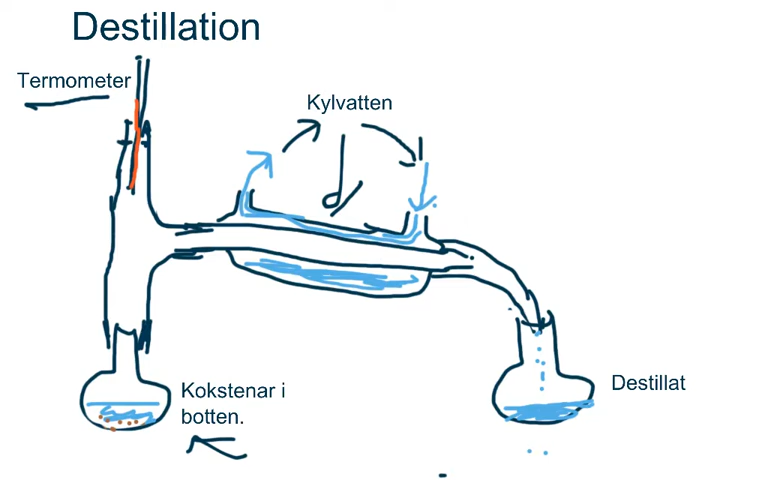 Destillation
Termometer
Kylvatten
Kokstenar i
botten.
Destillat